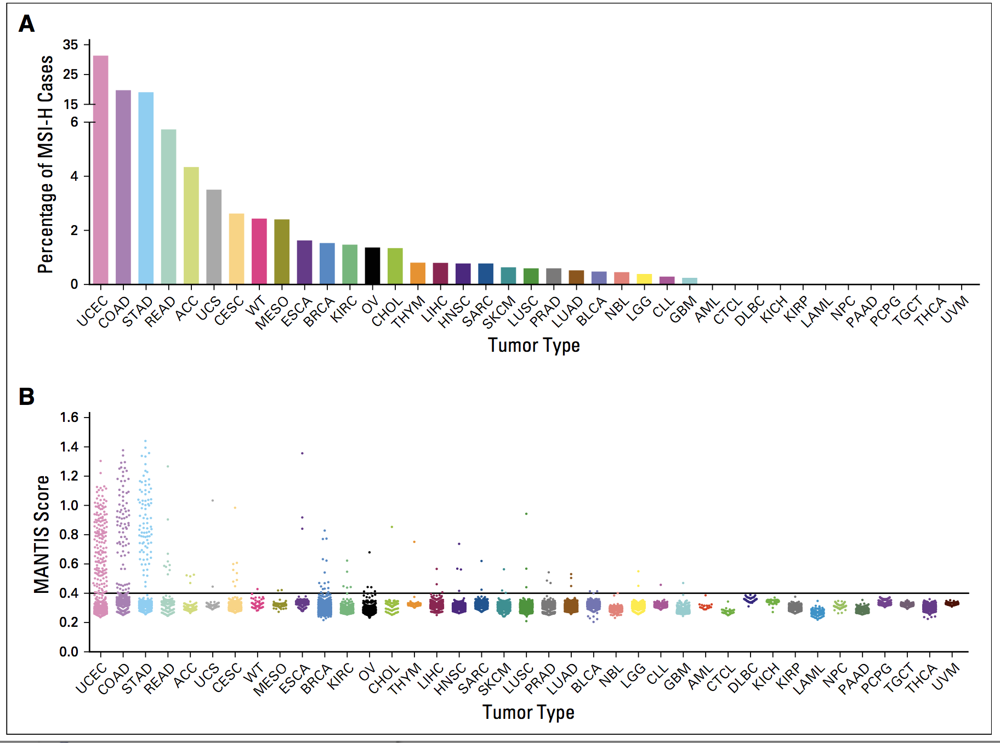 A
Percentage of MSI-H Cases
35
25
15
6
4
2
0
UCEC COAD STAD READ ACC UCS CESC WT MESO ESCA BRCA KIRC OV CHOL THYM LIHC HNSC SARC SKCM LUSC PRAD LUAD BLCA NBL LGG CLL GBM AML CTCL DLBC KICH KIRP LAML NPC PAAD PCPG TGCT THCA UVM
Tumor Type
B
MANTIS Score
1.6
1.4
1.2
1.0
0.8
0.6
0.4
0.2
0.0
UCEC COAD STAD READ ACC UCS CESC WT MESO ESCA BRCA KIRC OV CHOL THYM LIHC HNSC SARC SKCM LUSC PRAD LUAD BLCA NBL LGG CLL GBM AML CTCL DLBC KICH KIRP LAML NPC PAAD PCPG TGCT THCA UVM
Tumor Type